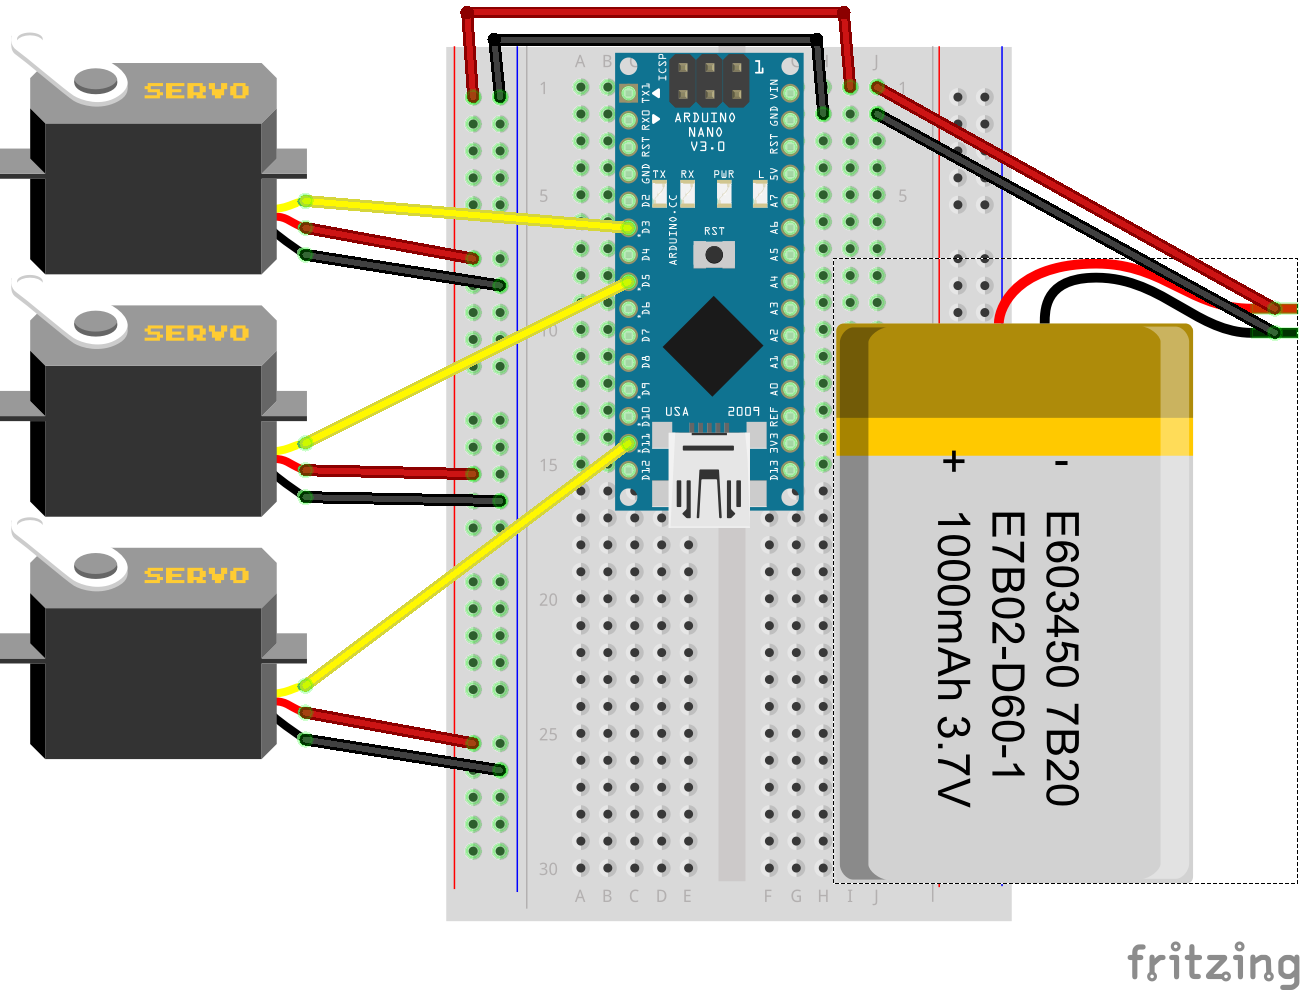 SERVO
SERVO
SERVO
A B J
1 1
5 5
10
15
20
25
30
A B C D E F G H I J
ICSP
1
ARDUINO
NANO
V3.0
TX RX PWR L
RST
ARDUINO.CC
USA 2009
TX1
RX0
RST
GND
D2
D3
D4
D5
D6
D7
D8
D9
D10
D11
D12
VIN
GND
RST
5V
A7
A6
A5
A4
A3
A2
A1
A0
REF
3V3
D13
+ -
E603450 7B20
E7B02-D60-1
1000mAh 3.7V
fritzing